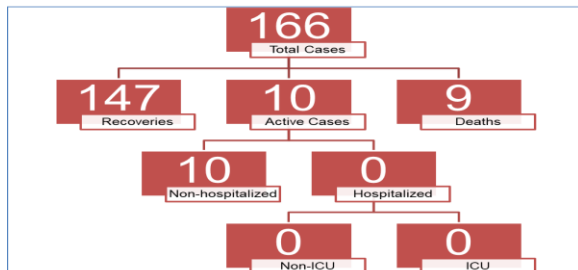 166
Total Cases
147
Recoveries
10
Active Cases
9
Deaths
10
Non-hospitalized
0
Hospitalized
0
Non-ICU
0
ICU